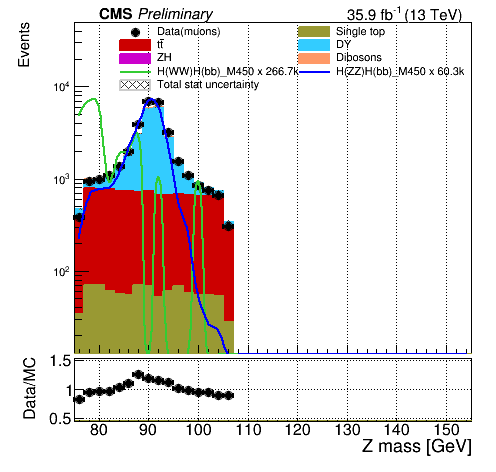 CMS Preliminary 35.9 fb⁻¹ (13 TeV)
Data(muons) Single top
tt̄ DY
ZH Dibosons
H(WW)H(bb)_M450 x 266.7k H(ZZ)H(bb)_M450 x 60.3k
Total stat uncertainty
Events
10⁴
10³
10²
Data/MC
1.5
1
0.5
80 90 100 110 120 130 140 150
Z mass [GeV]